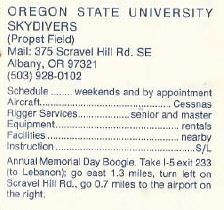 OREGON STATE UNIVERSITY
SKYDIVERS
(Propst Field)
Mail: 375 Scravel Hill Rd. SE
Albany, OR 97321
(503) 928-0102
Schedule ....... weekends and by appointment
Aircraft............................ Cessnas
Rigger Services................senior and master
Equipment ........................... rentals
Facilities ............................. nearby
Instruction ............................... S/L
Annual Memorial Day Boogie. Take I-5 exit 233
(to Lebanon); go east 1.3 miles, turn left on
Scravel Hill Rd., go 0.7 miles to the airport on
the right.